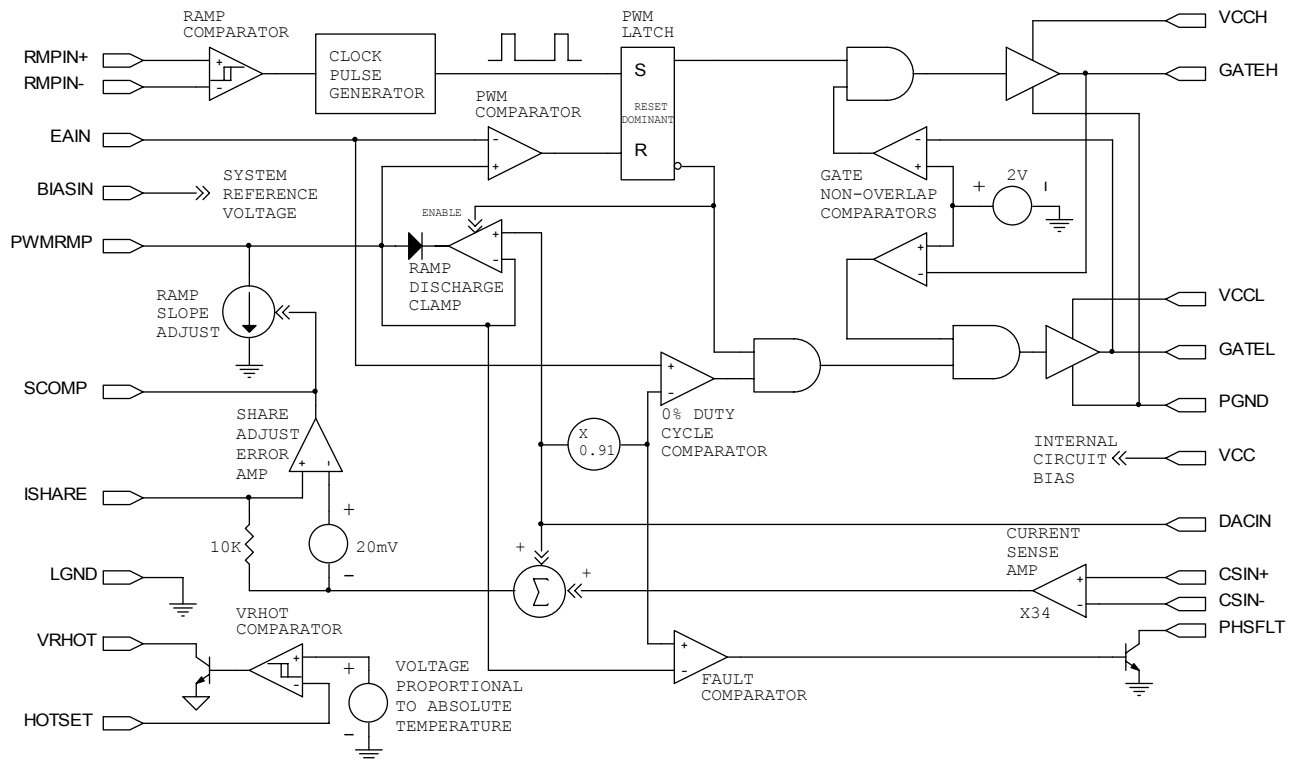 RAMP
COMPARATOR
PWM
LATCH
VCCH
RMPIN+
RMPIN-
+
-
CLOCK
PULSE
GENERATOR
S
RESET
DOMINANT
R
GATEH
PWM
COMPARATOR
EAIN
-
+
-
+
BIASIN
SYSTEM
REFERENCE
VOLTAGE
GATE
NON-OVERLAP
COMPARATORS
+
2V
-
ENABLE
PWMRMP
+
-
+
-
RAMP
DISCHARGE
CLAMP
RAMP
SLOPE
ADJUST
VCCL
GATEL
SCOMP
+
-
0% DUTY
CYCLE
COMPARATOR
PGND
SHARE
ADJUST
ERROR
AMP
+
-
X
0.91
INTERNAL
CIRCUIT
BIAS
VCC
ISHARE
+
10K
20mV
-
DACIN
CURRENT
SENSE
AMP
+
Σ
+
+
-
X34
CSIN+
CSIN-
LGND
PHSFLT
VRHOT
VRHOT
COMPARATOR
+
-
+
-
VOLTAGE
PROPORTIONAL
TO ABSOLUTE
TEMPERATURE
+
-
FAULT
COMPARATOR
HOTSET